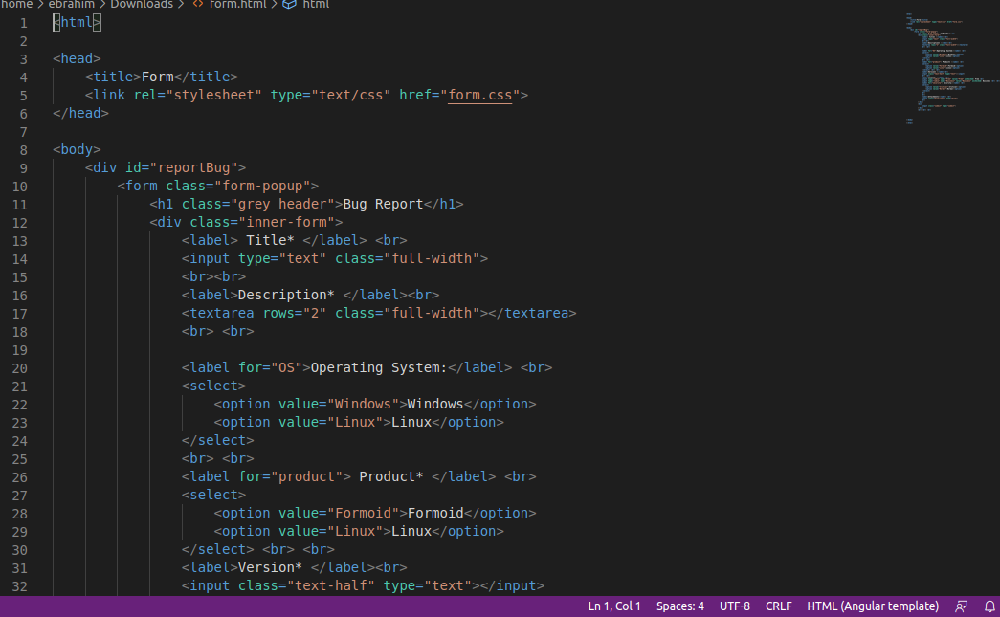 home > ebrahim > Downloads > <> form.html > html
1 <html>
2
3 <head>
4     <title>Form</title>
5     <link rel="stylesheet" type="text/css" href="form.css">
6 </head>
7
8 <body>
9     <div id="reportBug">
10         <form class="form-popup">
11             <h1 class="grey header">Bug Report</h1>
12             <div class="inner-form">
13                 <label> Title* </label> <br>
14                 <input type="text" class="full-width">
15                 <br><br>
16                 <label>Description* </label><br>
17                 <textarea rows="2" class="full-width"></textarea>
18                 <br> <br>
19
20                 <label for="OS">Operating System:</label> <br>
21                 <select>
22                     <option value="Windows">Windows</option>
23                     <option value="Linux">Linux</option>
24                 </select>
25                 <br> <br>
26                 <label for="product"> Product* </label> <br>
27                 <select>
28                     <option value="Formoid">Formoid</option>
29                     <option value="Linux">Linux</option>
30                 </select> <br> <br>
31                 <label>Version* </label><br>
32                 <input class="text-half" type="text"></input>
Ln 1, Col 1 Spaces: 4 UTF-8 CRLF HTML (Angular template)